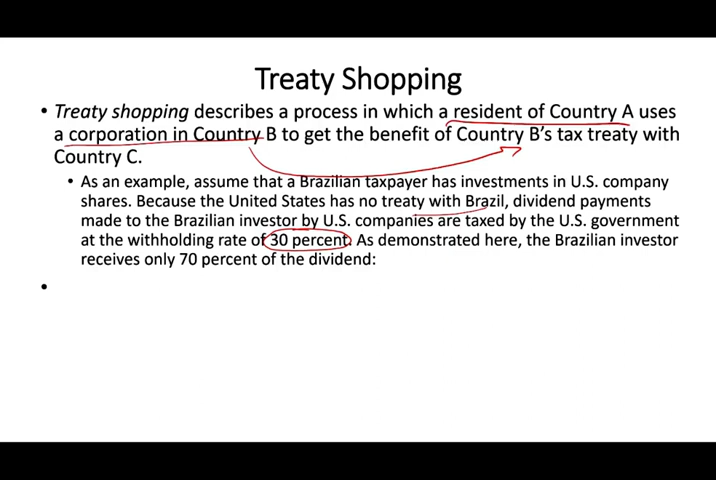 Treaty Shopping
• Treaty shopping describes a process in which a resident of Country A uses
a corporation in Country B to get the benefit of Country B's tax treaty with
Country C.
• As an example, assume that a Brazilian taxpayer has investments in U.S. company
shares. Because the United States has no treaty with Brazil, dividend payments
made to the Brazilian investor by U.S. companies are taxed by the U.S. government
at the withholding rate of 30 percent. As demonstrated here, the Brazilian investor
receives only 70 percent of the dividend:
•